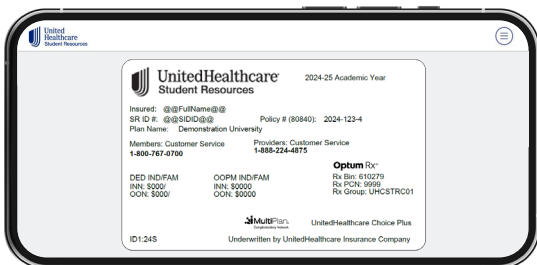 United
Healthcare
Student Resources
UnitedHealthcare
Student Resources
2024-25 Academic Year
Insured: @@FullName@@
SR ID #: @@SIDID@@ Policy # (80840): 2024-123-4
Plan Name: Demonstration University
Members: Customer Service Providers: Customer Service
1-800-767-0700 1-888-224-4875
Optum Rx
DED IND/FAM OOPM IND/FAM Rx Bin: 610279
INN: $000/ INN: $0000 Rx PCN: 9999
OON: $000/ OON: $0000 Rx Group: UHCSTRC01
MultiPlan.
Complementary Network
UnitedHealthcare Choice Plus
ID1:24S Underwritten by UnitedHealthcare Insurance Company